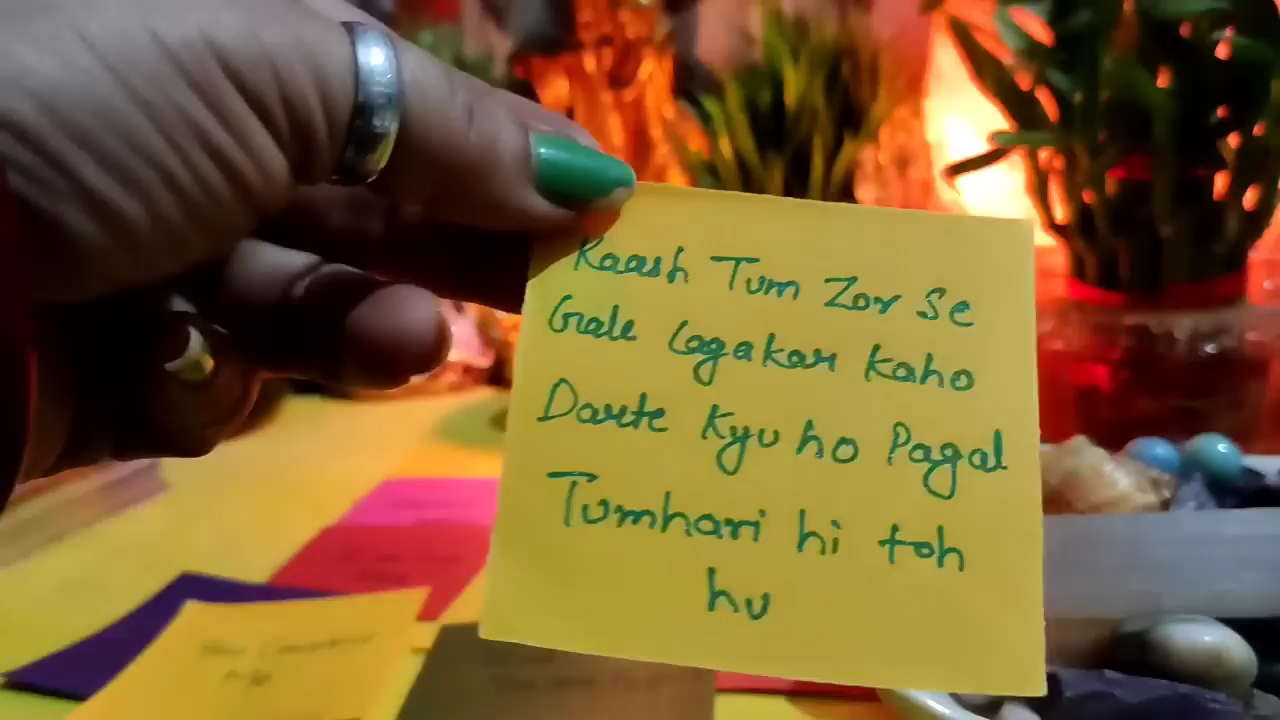 Kaash Tum Zor Se
Gale lagakar Kaho
Darte Kyu ho Pagal
Tumhari hi toh
hu